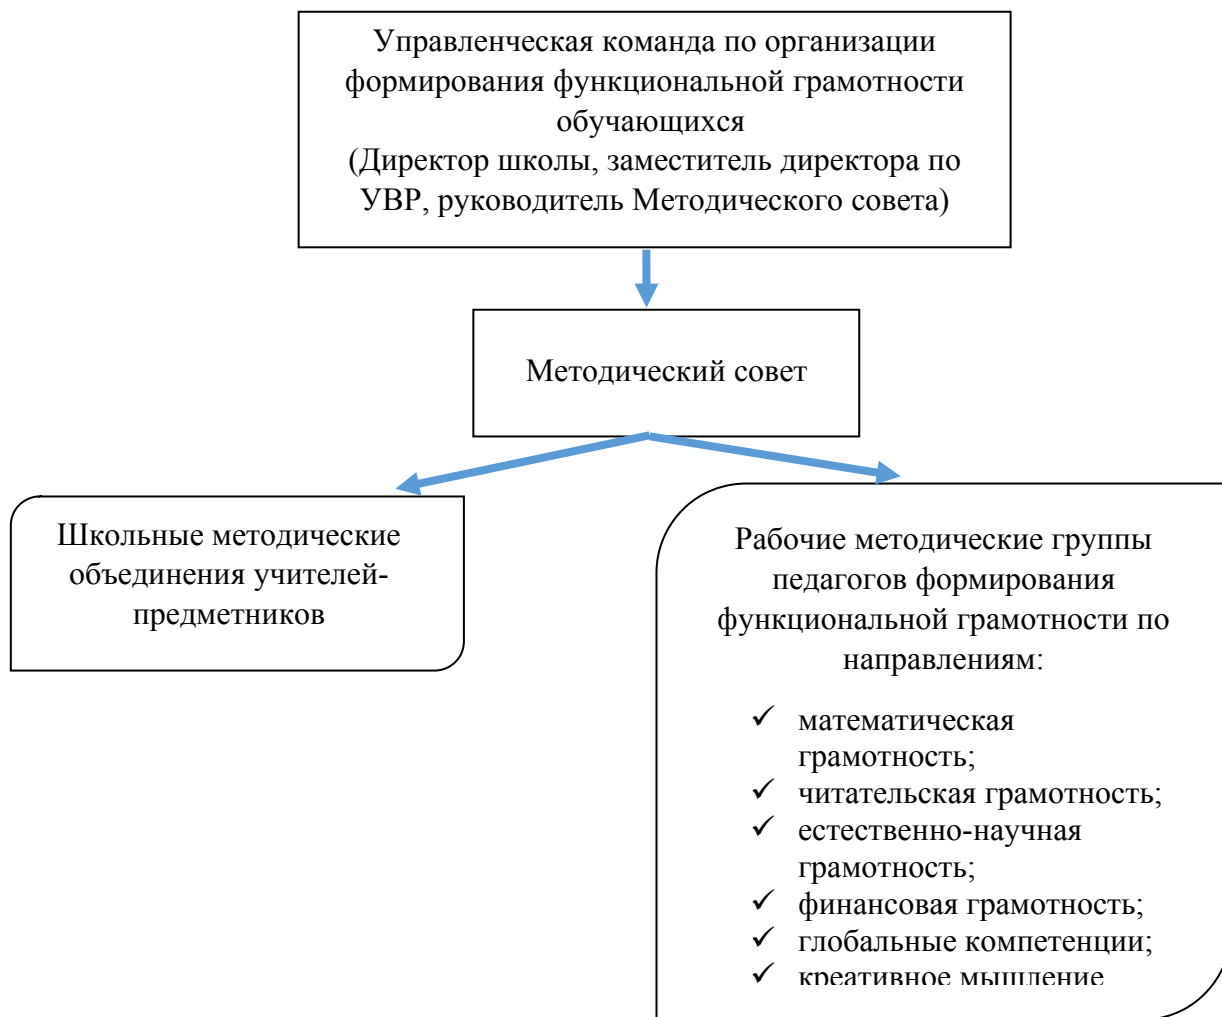 Управленческая команда по организации
формирования функциональной грамотности
обучающихся
(Директор школы, заместитель директора по
УВР, руководитель Методического совета)
Методический совет
Школьные методические
объединения учителей-
предметников
Рабочие методические группы
педагогов формирования
функциональной грамотности по
направлениям:
✓ математическая
грамотность;
✓ читательская грамотность;
✓ естественно-научная
грамотность;
✓ финансовая грамотность;
✓ глобальные компетенции;
✓ креативное мышление